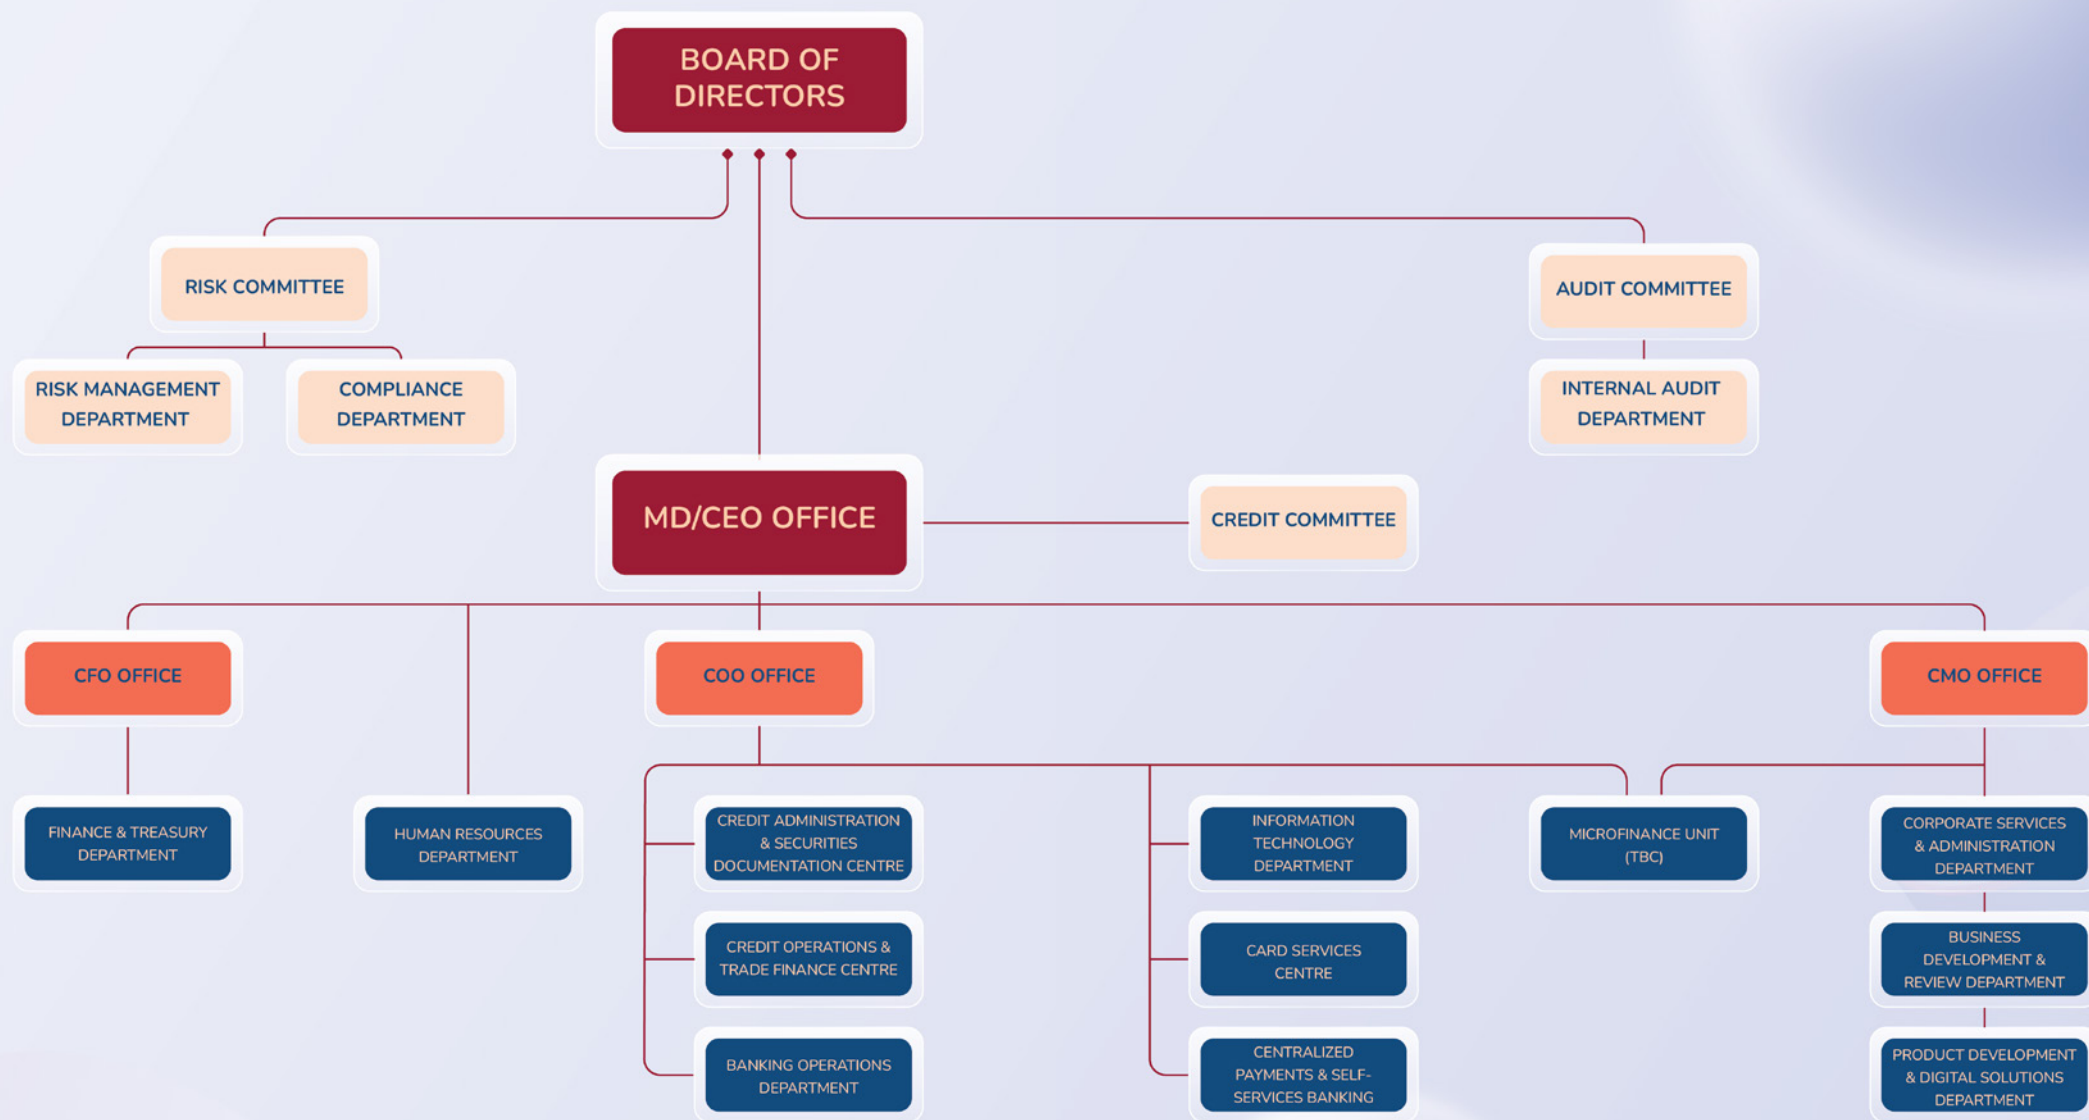 BOARD OF
DIRECTORS
RISK COMMITTEE
AUDIT COMMITTEE
RISK MANAGEMENT
DEPARTMENT
COMPLIANCE
DEPARTMENT
INTERNAL AUDIT
DEPARTMENT
MD/CEO OFFICE
CREDIT COMMITTEE
CFO OFFICE
COO OFFICE
CMO OFFICE
FINANCE & TREASURY
DEPARTMENT
HUMAN RESOURCES
DEPARTMENT
CREDIT ADMINISTRATION
& SECURITIES
DOCUMENTATION CENTRE
INFORMATION
TECHNOLOGY
DEPARTMENT
MICROFINANCE UNIT
(TBC)
CORPORATE SERVICES
& ADMINISTRATION
DEPARTMENT
CREDIT OPERATIONS &
TRADE FINANCE CENTRE
CARD SERVICES
CENTRE
BUSINESS
DEVELOPMENT &
REVIEW DEPARTMENT
BANKING OPERATIONS
DEPARTMENT
CENTRALIZED
PAYMENTS & SELF-
SERVICES BANKING
PRODUCT DEVELOPMENT
& DIGITAL SOLUTIONS
DEPARTMENT